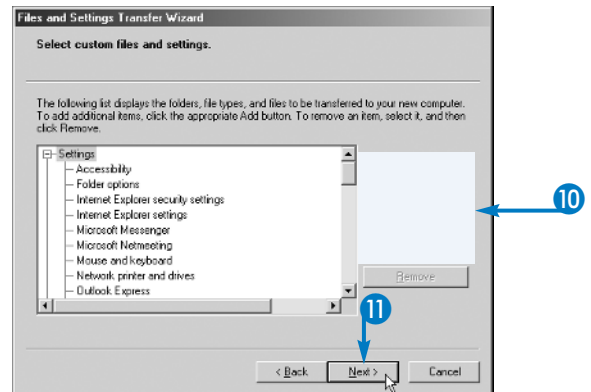 Files and Settings Transfer Wizard
Select custom files and settings.
The following list displays the folders, file types, and files to be transferred to your new computer.
To add additional items, click the appropriate Add button. To remove an item, select it, and then
click Remove.
Settings
Accessibility
Folder options
Internet Explorer security settings
Internet Explorer settings
Microsoft Messenger
Microsoft Netmeeting
Mouse and keyboard
Network printer and drives
Outlook Express
Remove
10
11
< Back
Next >
Cancel